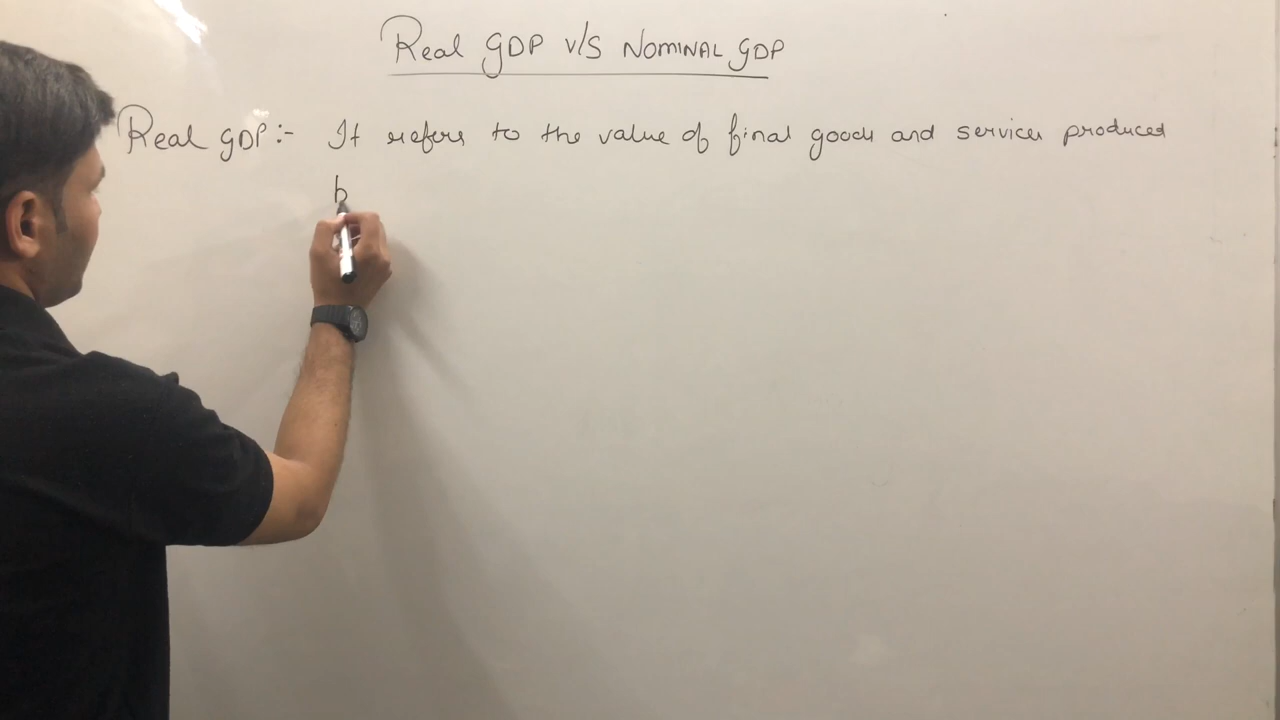 Real GDP V/S NOMINAL GDP
Real GDP :- It refers to the value of final goods and services produced
b